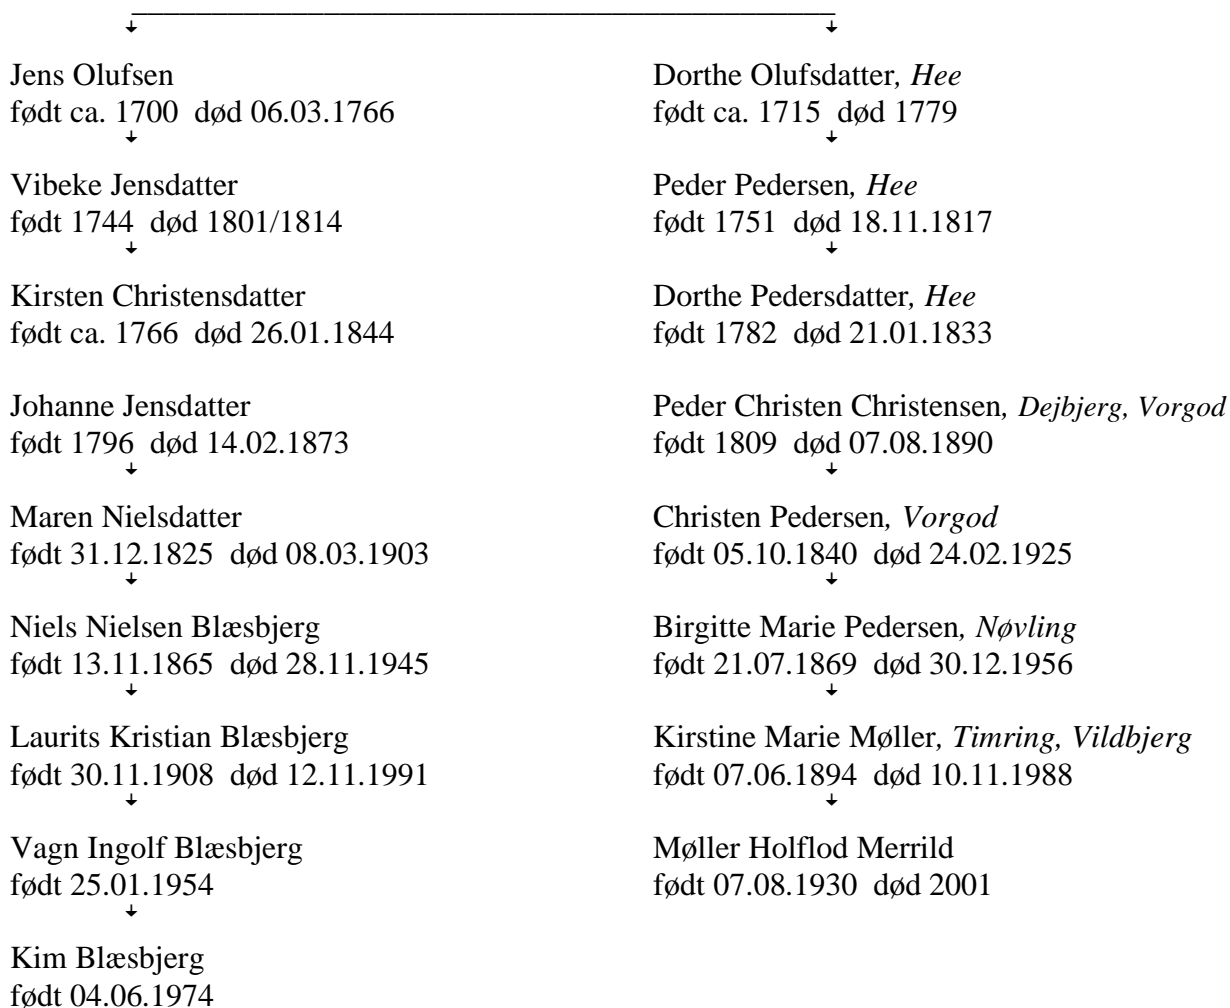 Jens Olufsen
født ca. 1700 død 06.03.1766
Vibeke Jensdatter
født 1744 død 1801/1814
Kirsten Christensdatter
født ca. 1766 død 26.01.1844
Johanne Jensdatter
født 1796 død 14.02.1873
Maren Nielsdatter
født 31.12.1825 død 08.03.1903
Niels Nielsen Blæsbjerg
født 13.11.1865 død 28.11.1945
Laurits Kristian Blæsbjerg
født 30.11.1908 død 12.11.1991
Vagn Ingolf Blæsbjerg
født 25.01.1954
Kim Blæsbjerg
født 04.06.1974
Dorthe Olufsdatter, Hee
født ca. 1715 død 1779
Peder Pedersen, Hee
født 1751 død 18.11.1817
Dorthe Pedersdatter, Hee
født 1782 død 21.01.1833
Peder Christen Christensen, Dejbjerg, Vorgod
født 1809 død 07.08.1890
Christen Pedersen, Vorgod
født 05.10.1840 død 24.02.1925
Birgitte Marie Pedersen, Nøvling
født 21.07.1869 død 30.12.1956
Kirstine Marie Møller, Timring, Vildbjerg
født 07.06.1894 død 10.11.1988
Møller Holflod Merrild
født 07.08.1930 død 2001